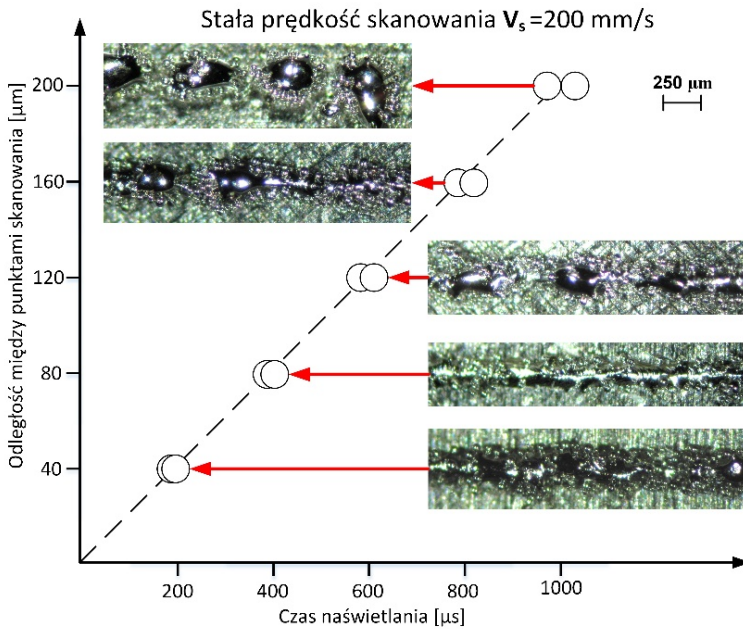 Stała prędkość skanowania Vs=200 mm/s
Odległość między punktami skanowania [µm]
200
160
120
80
40
250 µm
200
400
600
800
1000
Czas naświetlania [µs]